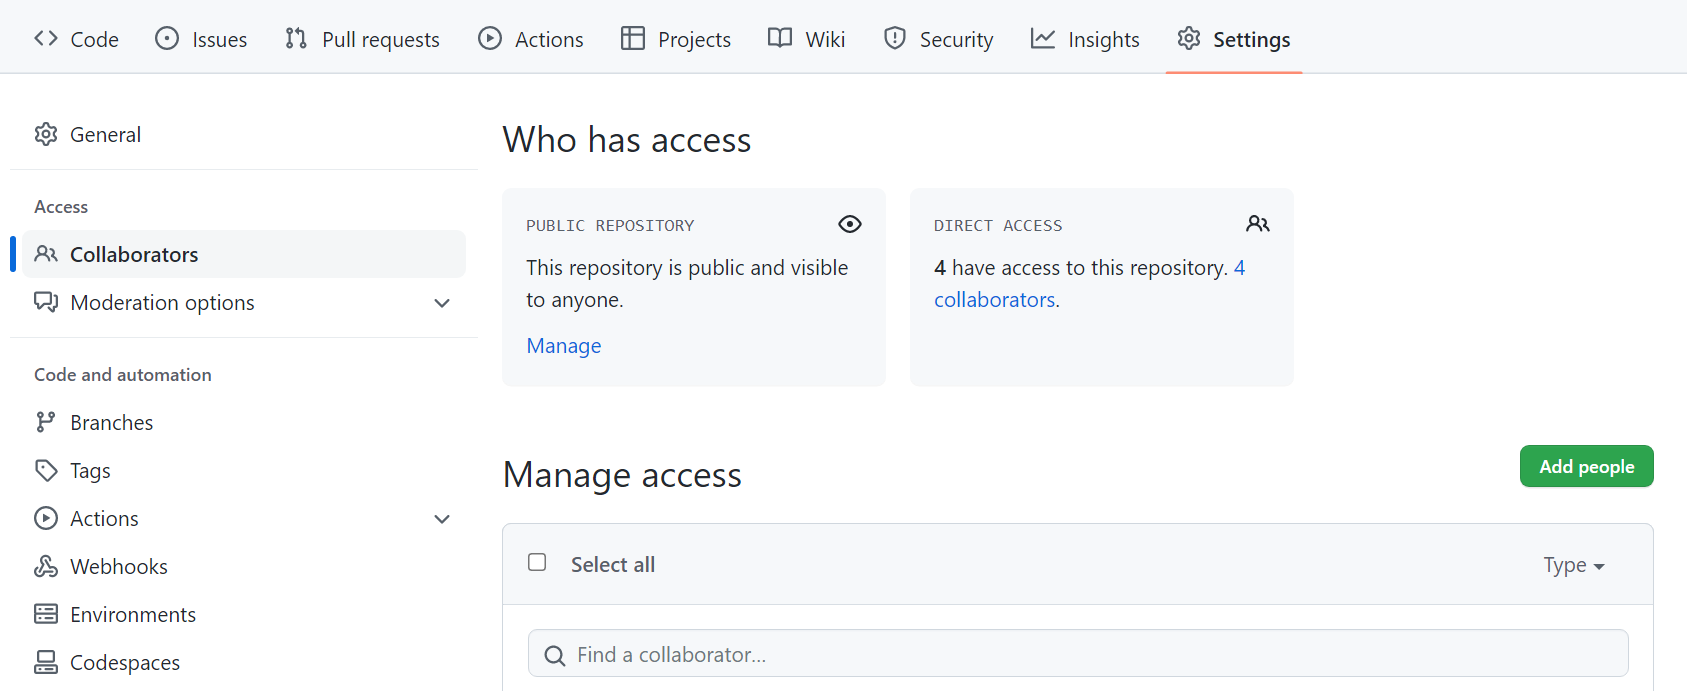 Code Issues Pull requests Actions Projects Wiki Security Insights Settings
General
Access
Collaborators
Moderation options
Code and automation
Branches
Tags
Actions
Webhooks
Environments
Codespaces
Who has access
PUBLIC REPOSITORY
This repository is public and visible
to anyone.
Manage
DIRECT ACCESS
4 have access to this repository. 4
collaborators.
Manage access
Add people
Select all
Type
Find a collaborator...